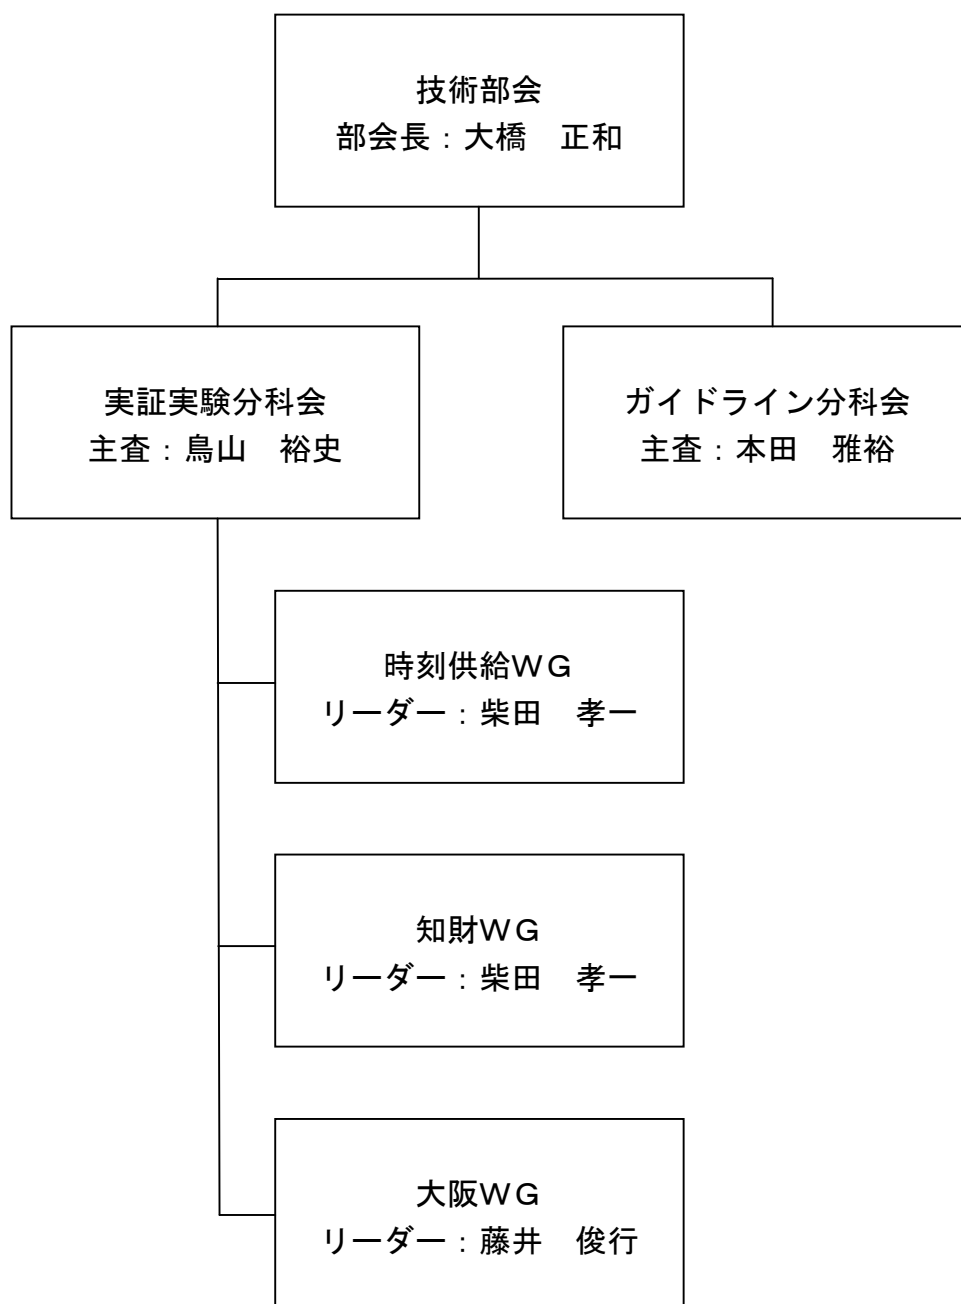 技術部会
部会長：大橋　正和
実証実験分科会
主査：鳥山　裕史
ガイドライン分科会
主査：本田　雅裕
時刻供給ＷＧ
リーダー：柴田　孝一
知財ＷＧ
リーダー：柴田　孝一
大阪ＷＧ
リーダー：藤井　俊行